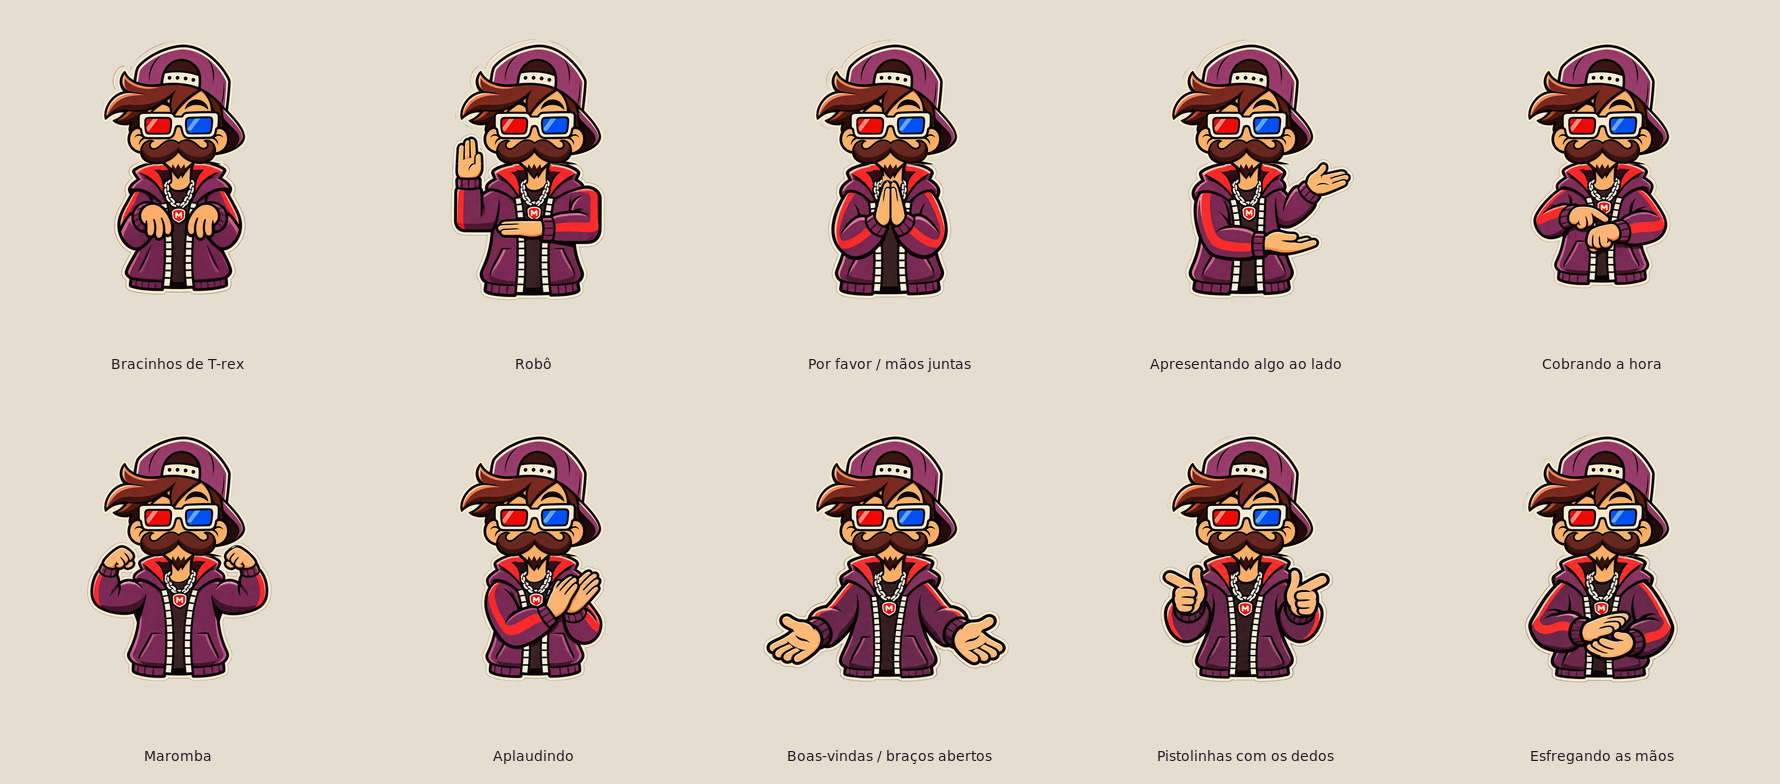 Bracinhos de T-rex
Robô
Por favor / mãos juntas
Apresentando algo ao lado
Cobrando a hora
Maromba
Aplaudindo
Boas-vindas / braços abertos
Pistolinhas com os dedos
Esfregando as mãos
M
M
M
M
M
M
M
M
M